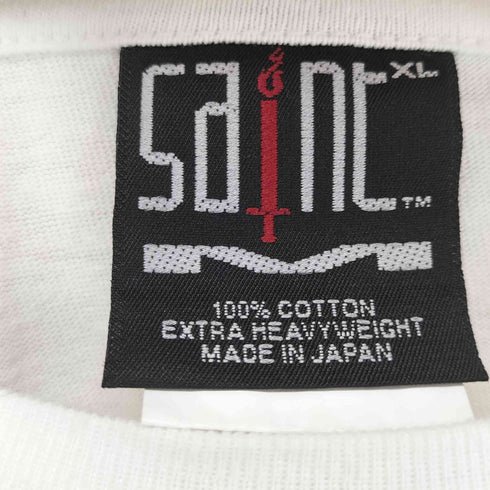 SAINT XL
™
M
100% COTTON
EXTRA HEAVYWEIGHT
MADE IN JAPAN